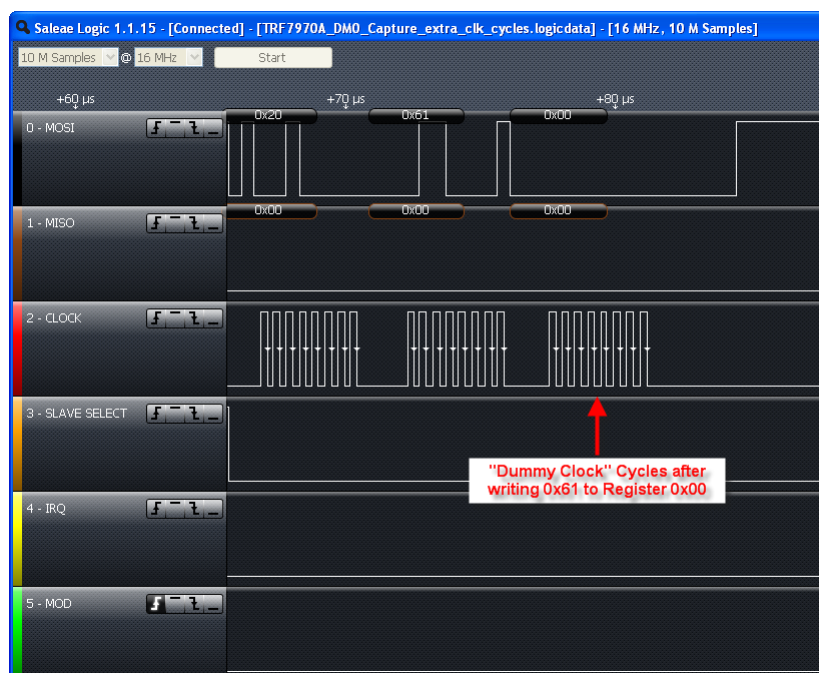 Saleae Logic 1.1.15 - [Connected] - [TRF7970A_DM0_Capture_extra_clk_cycles.logicdata] - [16 MHz, 10 M Samples]
10 M Samples @ 16 MHz Start
+60 µs +70 µs +80 µs
0x20 0x61 0x00
0 - MOSI
0x00 0x00 0x00
1 - MISO
2 - CLOCK
3 - SLAVE SELECT
"Dummy Clock" Cycles after
writing 0x61 to Register 0x00
4 - IRQ
5 - MOD